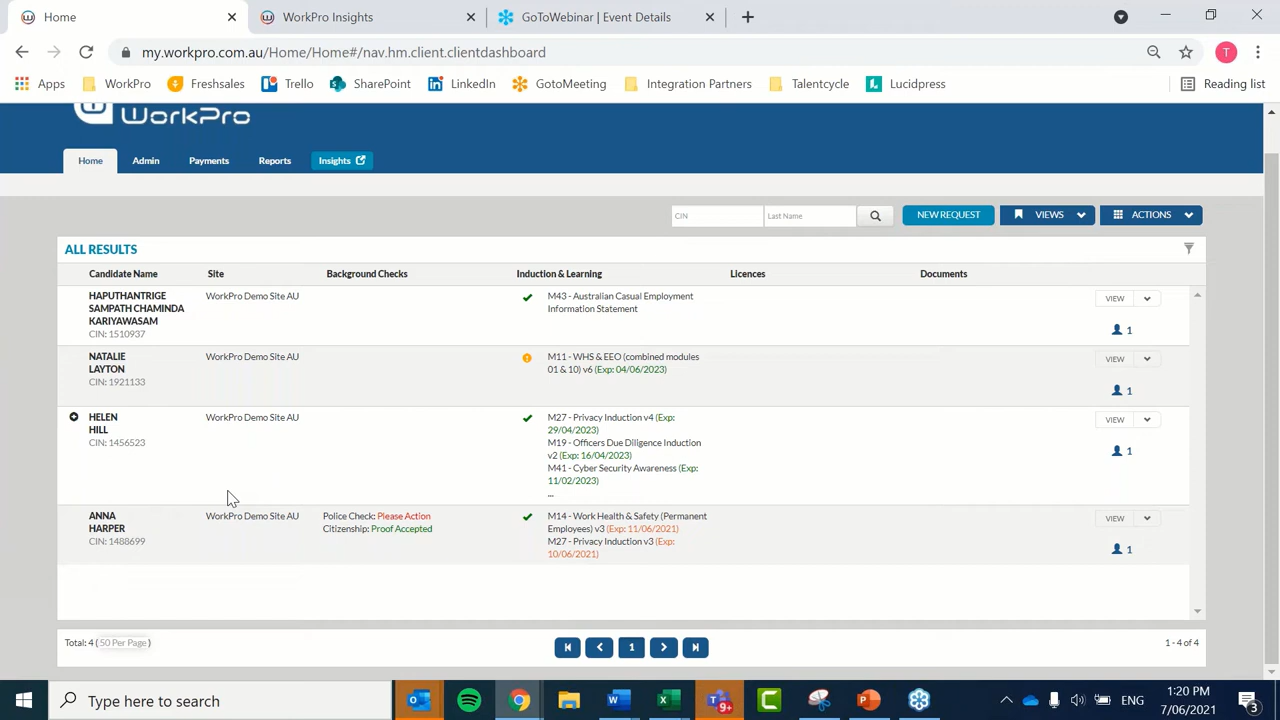 Home
WorkPro Insights
GoToWebinar | Event Details
my.workpro.com.au/Home/Home#/nav.hm.client.clientdashboard
T
Apps
WorkPro
Freshsales
Trello
SharePoint
LinkedIn
GotoMeeting
Integration Partners
Talentcycle
Lucidpress
Reading list
WorkPro
Home
Admin
Payments
Reports
Insights
CIN
Last Name
NEW REQUEST
VIEWS
ACTIONS
ALL RESULTS
Candidate Name
Site
Background Checks
Induction & Learning
Licences
Documents
HAPUTHANTRIGE
SAMPATH CHAMINDA
KARIYAWASAM
CIN: 1510937
WorkPro Demo Site AU
M43 - Australian Casual Employment
Information Statement
VIEW
1
NATALIE
LAYTON
CIN: 1921133
WorkPro Demo Site AU
M11 - WHS & EEO (combined modules
01 & 10) v6 (Exp: 04/06/2023)
VIEW
1
HELEN
HILL
CIN: 1456523
WorkPro Demo Site AU
M27 - Privacy Induction v4 (Exp:
29/04/2023)
M19 - Officers Due Diligence Induction
v2 (Exp: 16/04/2023)
M41 - Cyber Security Awareness (Exp:
11/02/2023)
...
VIEW
1
ANNA
HARPER
CIN: 1488699
WorkPro Demo Site AU
Police Check: Please Action
Citizenship: Proof Accepted
M14 - Work Health & Safety (Permanent
Employees) v3 (Exp: 11/06/2021)
M27 - Privacy Induction v3 (Exp:
10/06/2021)
VIEW
1
Total: 4 ( 50 Per Page )
1
1 - 4 of 4
Type here to search
9+
ENG
1:20 PM
7/06/2021
3